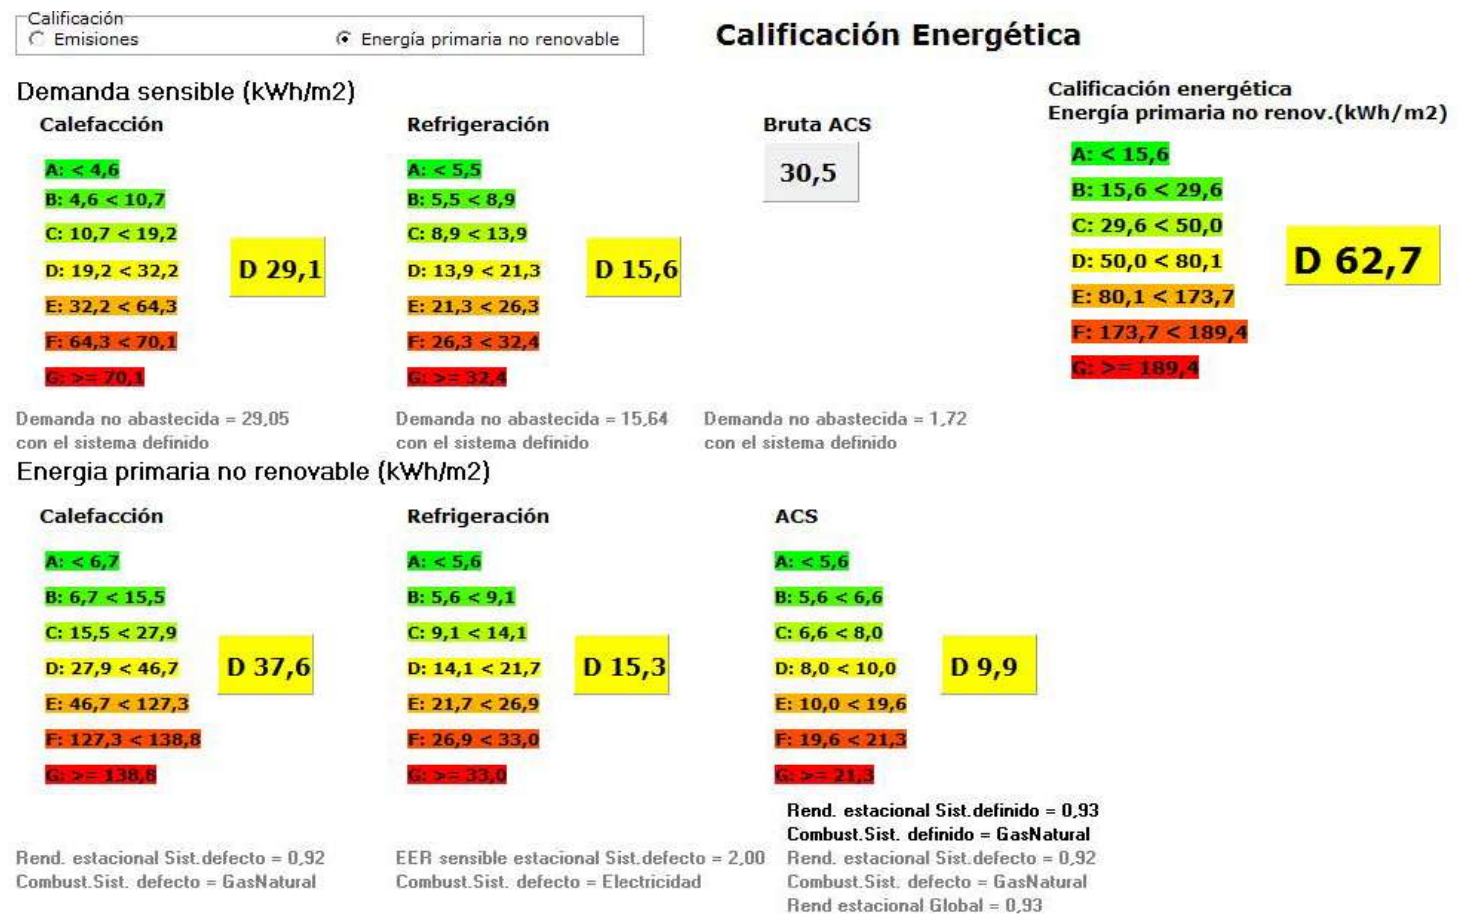 Calificación
Emisiones
Energía primaria no renovable
Calificación Energética
Demanda sensible (kWh/m2)
Calefacción
A: < 4,6
B: 4,6 < 10,7
C: 10,7 < 19,2
D: 19,2 < 32,2
E: 32,2 < 64,3
F: 64,3 < 70,1
G: >= 70,1
D 29,1
Refrigeración
A: < 5,5
B: 5,5 < 8,9
C: 8,9 < 13,9
D: 13,9 < 21,3
E: 21,3 < 26,3
F: 26,3 < 32,4
G: >= 32,4
D 15,6
Bruta ACS
30,5
Calificación energética
Energía primaria no renov.(kWh/m2)
A: < 15,6
B: 15,6 < 29,6
C: 29,6 < 50,0
D: 50,0 < 80,1
E: 80,1 < 173,7
F: 173,7 < 189,4
G: >= 189,4
D 62,7
Demanda no abastecida = 29,05
con el sistema definido
Demanda no abastecida = 15,64
con el sistema definido
Demanda no abastecida = 1,72
con el sistema definido
Energia primaria no renovable (kWh/m2)
Calefacción
A: < 6,7
B: 6,7 < 15,5
C: 15,5 < 27,9
D: 27,9 < 46,7
E: 46,7 < 127,3
F: 127,3 < 138,8
G: >= 138,8
D 37,6
Rend. estacional Sist.defecto = 0,92
Combust.Sist. defecto = GasNatural
Refrigeración
A: < 5,6
B: 5,6 < 9,1
C: 9,1 < 14,1
D: 14,1 < 21,7
E: 21,7 < 26,9
F: 26,9 < 33,0
G: >= 33,0
D 15,3
EER sensible estacional Sist.defecto = 2,00
Combust.Sist. defecto = Electricidad
ACS
A: < 5,6
B: 5,6 < 6,6
C: 6,6 < 8,0
D: 8,0 < 10,0
E: 10,0 < 19,6
F: 19,6 < 21,3
G: >= 21,3
D 9,9
Rend. estacional Sist.definido = 0,93
Combust.Sist. definido = GasNatural
Rend. estacional Sist.defecto = 0,92
Combust.Sist. defecto = GasNatural
Rend estacional Global = 0,93